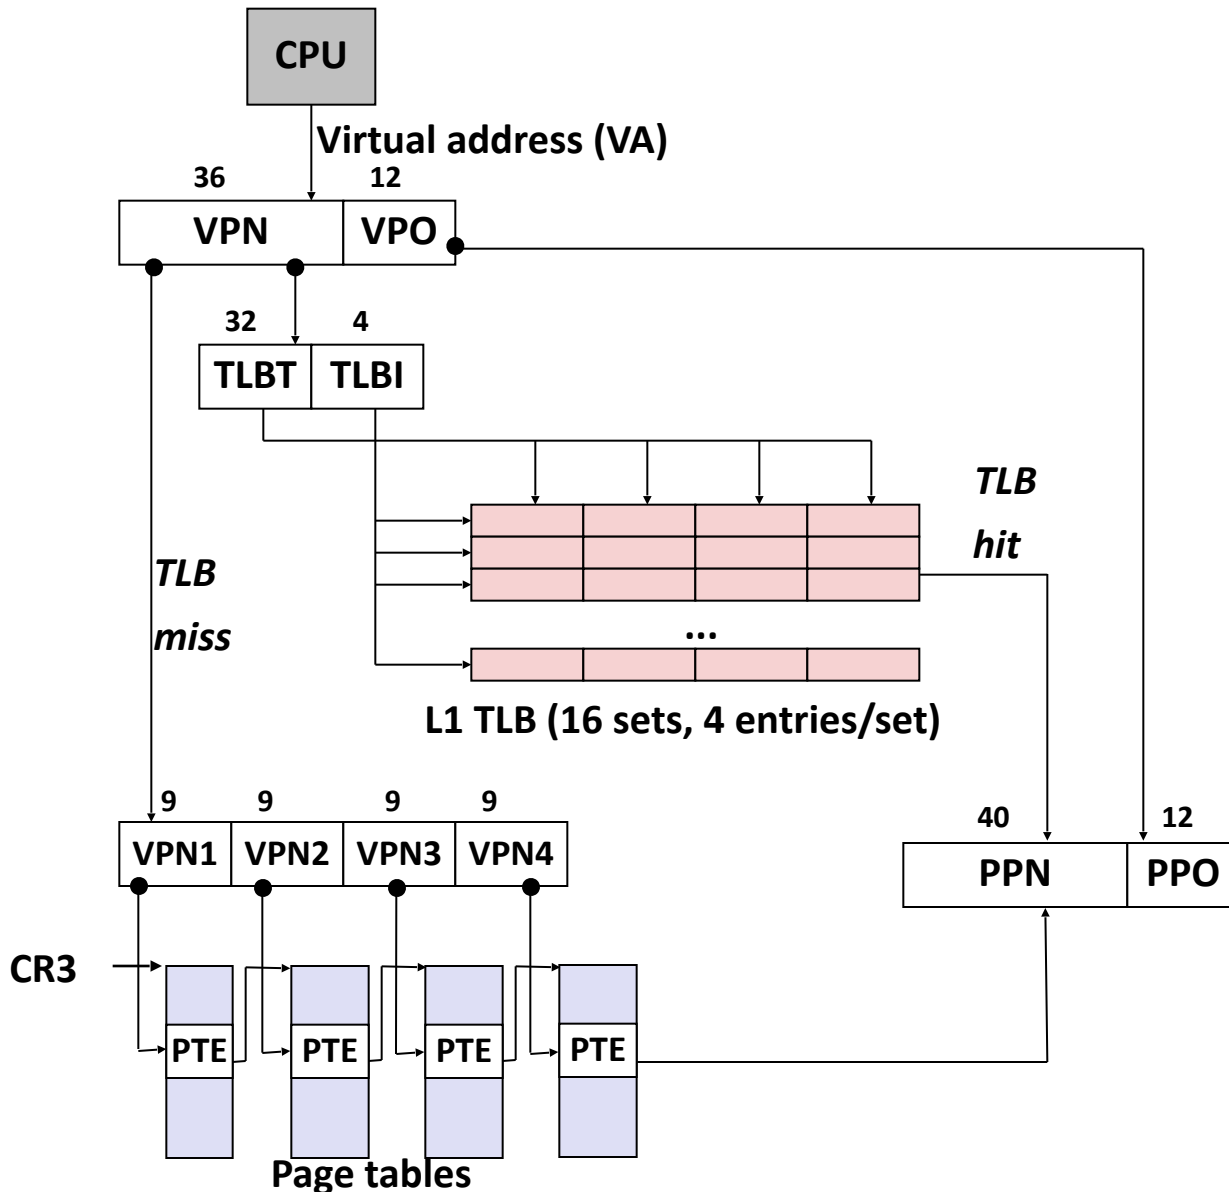 CPU
Virtual address (VA)
36 12
VPN VPO
32 4
TLBT TLBI
TLB
hit
TLB
miss
...
L1 TLB (16 sets, 4 entries/set)
9 9 9 9
VPN1 VPN2 VPN3 VPN4
40 12
PPN PPO
CR3
PTE PTE PTE PTE
Page tables